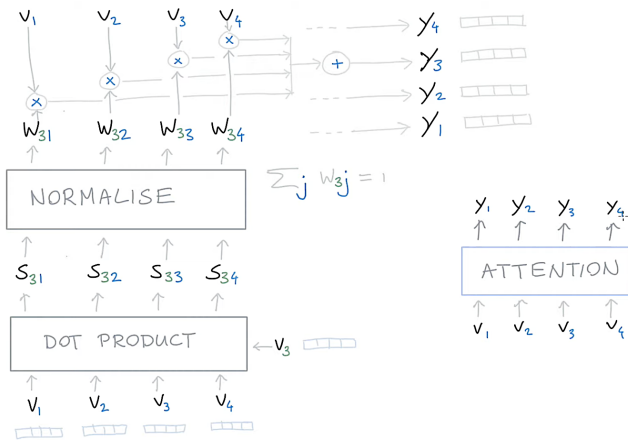 V1 V2 V3 V4
x x x x
+
y4
y3
y2
y1
W31 W32 W33 W34
NORMALISE
Σj W3j = 1
S31 S32 S33 S34
DOT PRODUCT
V3
V1 V2 V3 V4
y1 y2 y3 y4
ATTENTION
V1 V2 V3 V4